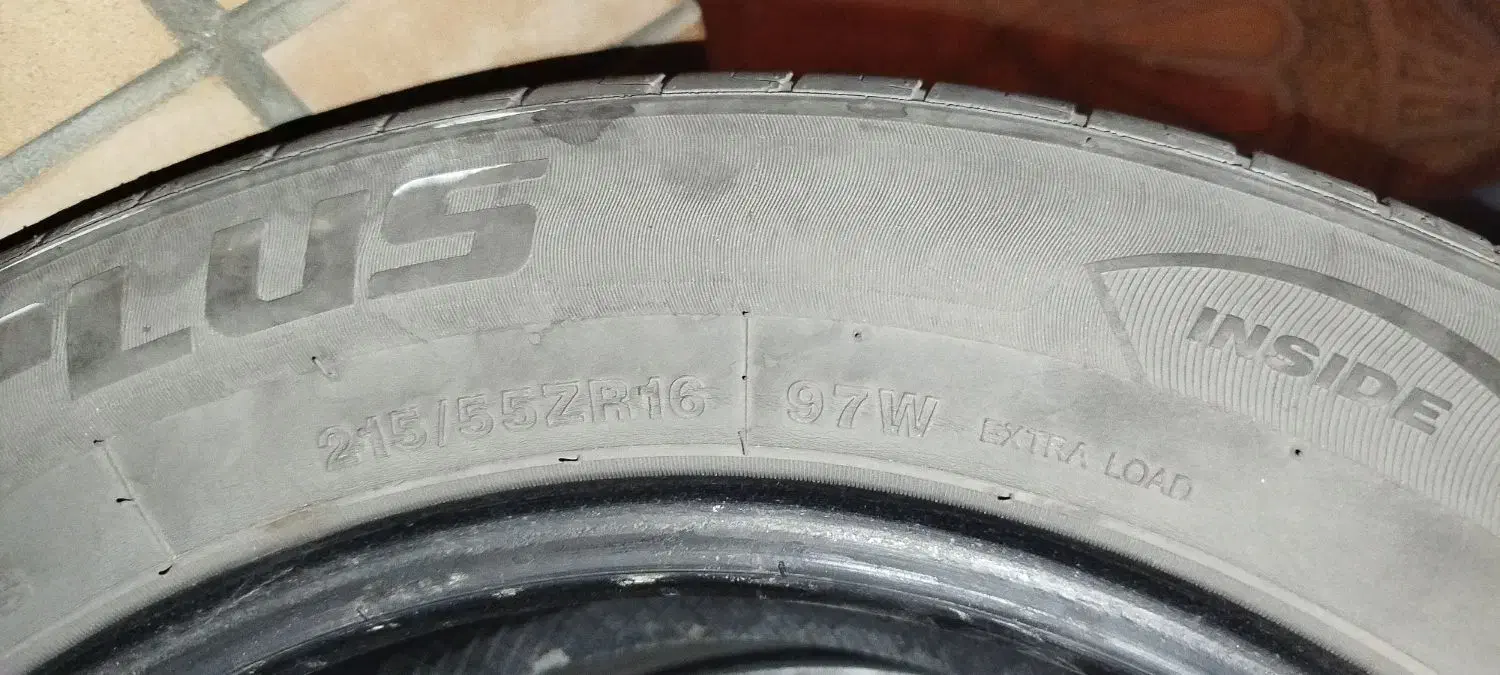 PLUS
INSIDE
215/55ZR16 97W EXTRA LOAD